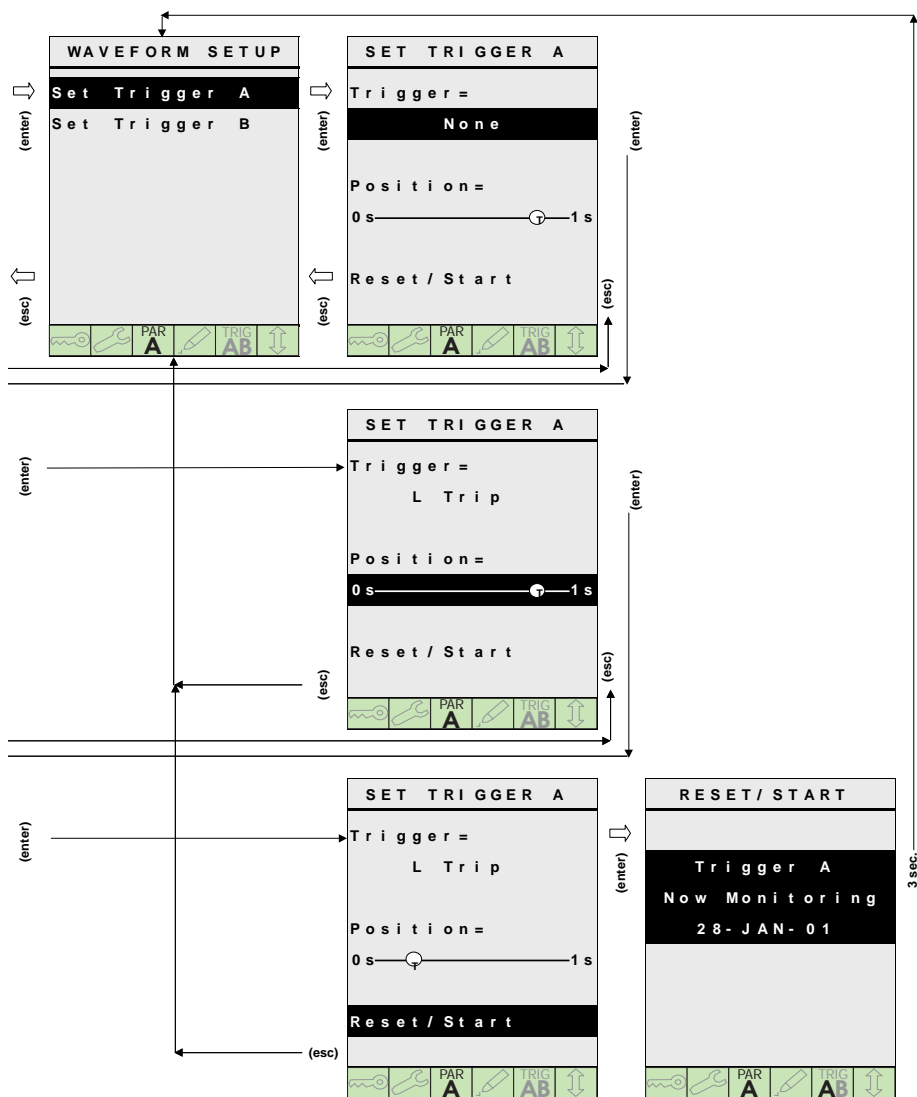 WAVEFORM SETUP
Set Trigger A
Set Trigger B
(enter)
(esc)
PAR A
TRIG AB
SET TRIGGER A
Trigger=
None
Position=
0 s
T
1 s
Reset/Start
(enter)
(esc)
PAR A
TRIG AB
(enter)
(esc)
(enter)
SET TRIGGER A
Trigger=
L Trip
Position=
0 s
T
1 s
Reset/Start
(esc)
PAR A
TRIG AB
(enter)
(esc)
(enter)
SET TRIGGER A
Trigger=
L Trip
Position=
0 s
T
1 s
Reset/Start
(esc)
PAR A
TRIG AB
(enter)
RESET/START
Trigger A
Now Monitoring
28-JAN-01
PAR A
TRIG AB
3 sec.